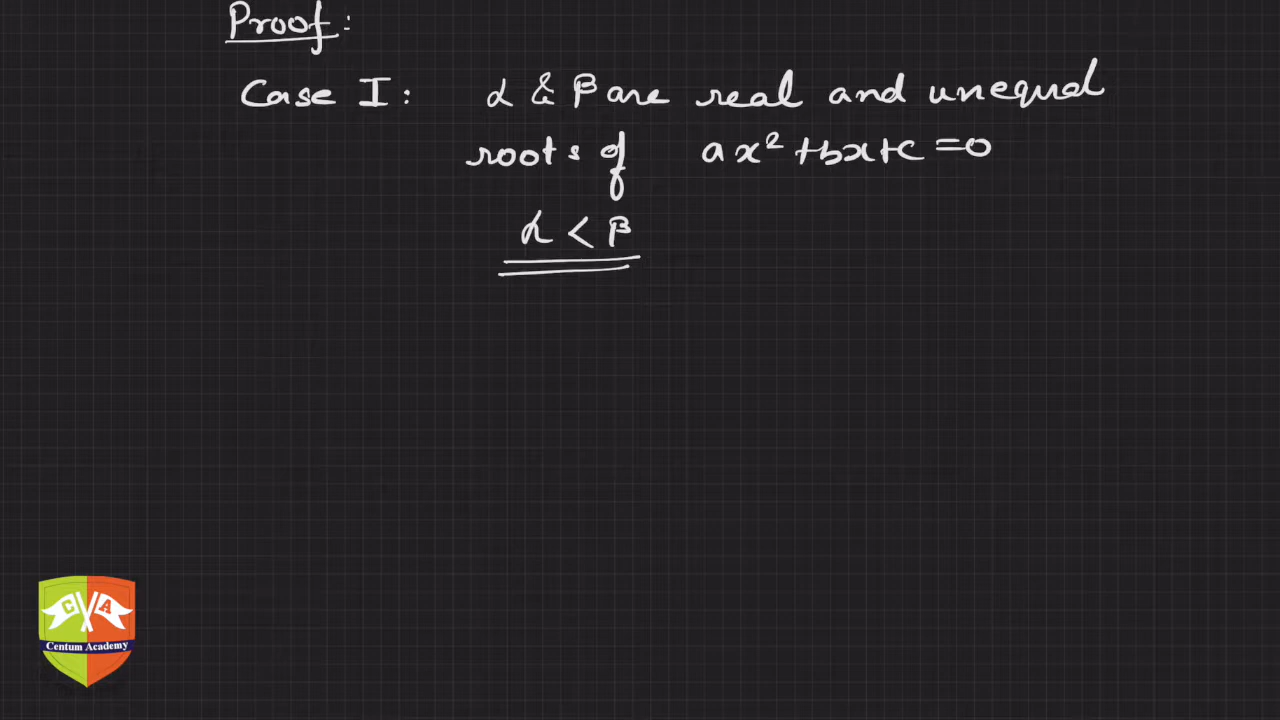 Proof:
Case I: α & β are real and unequal
roots of ax² + bx + c = 0
α < β
C A
Centum Academy